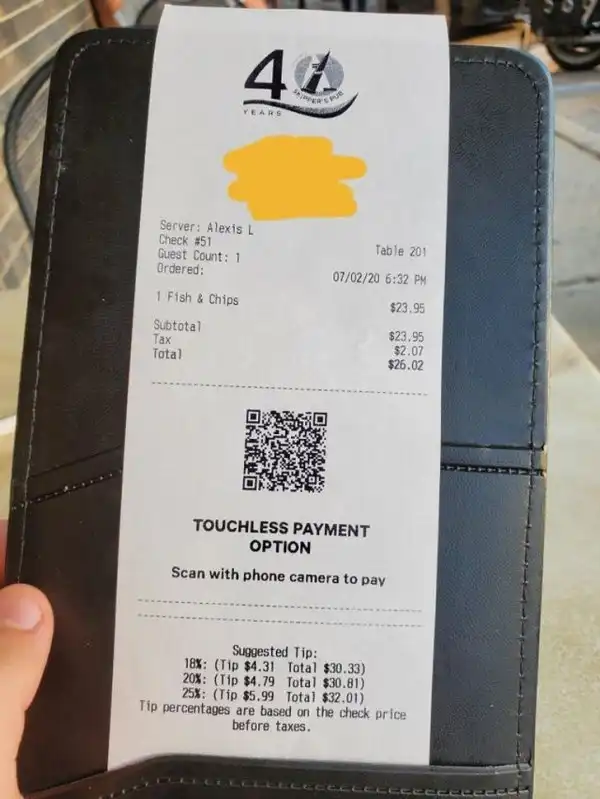 40
SKIPPER'S PUB
YEARS
Server: Alexis L
Check #51 Table 201
Guest Count: 1
Ordered: 07/02/20 6:32 PM
1 Fish & Chips $23.95
Subtotal $23.95
Tax $2.07
Total $26.02
TOUCHLESS PAYMENT
OPTION
Scan with phone camera to pay
Suggested Tip:
18%: (Tip $4.31 Total $30.33)
20%: (Tip $4.79 Total $30.81)
25%: (Tip $5.99 Total $32.01)
Tip percentages are based on the check price
before taxes.